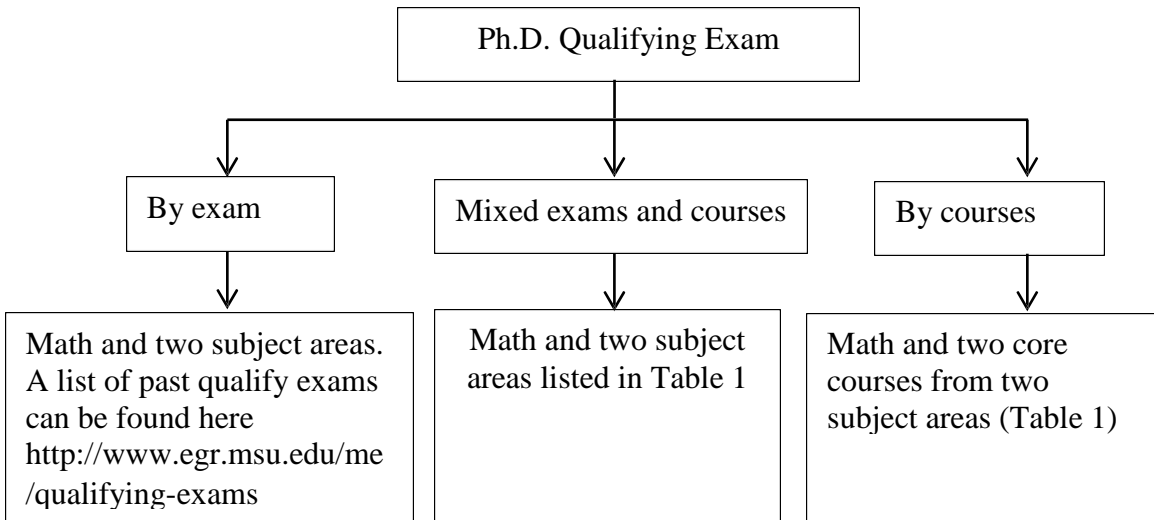 Ph.D. Qualifying Exam
By exam
Mixed exams and courses
By courses
Math and two subject areas.
A list of past qualify exams
can be found here
http://www.egr.msu.edu/me
/qualifying-exams
Math and two subject
areas listed in Table 1
Math and two core
courses from two
subject areas (Table 1)